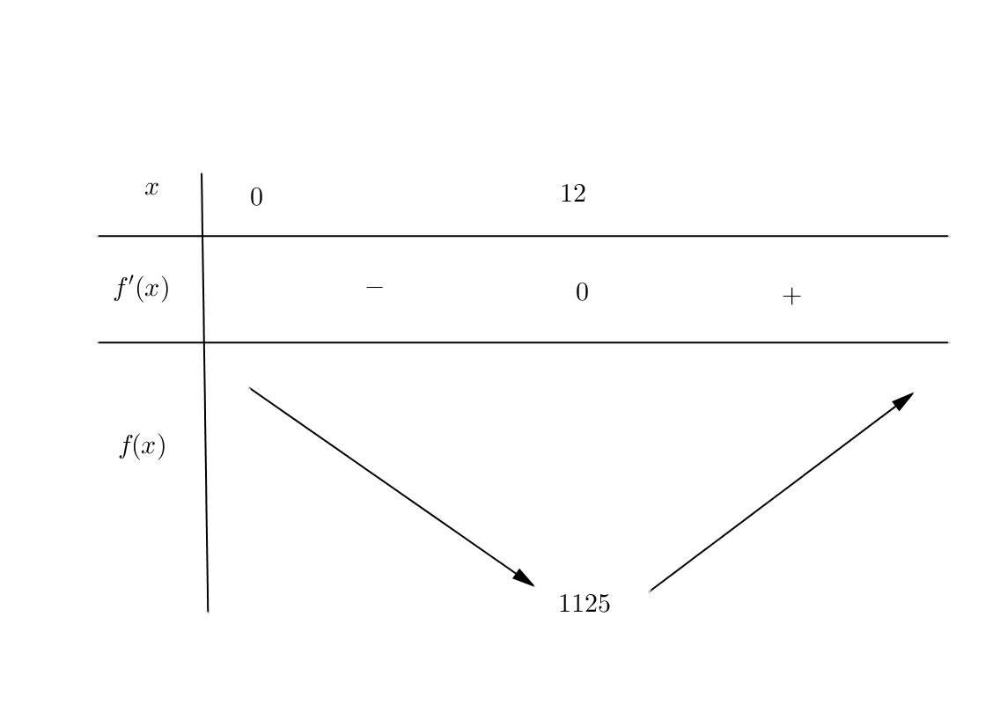 x 0 12
f′(x) − 0 +
f(x)
1125